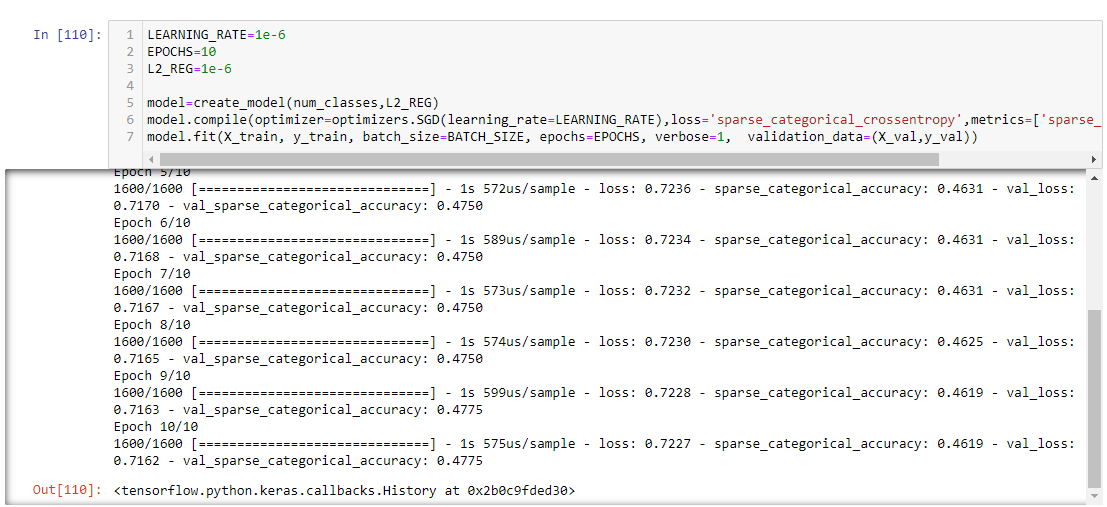 In [110]:
1 LEARNING_RATE=1e-6
2 EPOCHS=10
3 L2_REG=1e-6
4
5 model=create_model(num_classes,L2_REG)
6 model.compile(optimizer=optimizers.SGD(learning_rate=LEARNING_RATE),loss='sparse_categorical_crossentropy',metrics=['sparse_
7 model.fit(X_train, y_train, batch_size=BATCH_SIZE, epochs=EPOCHS, verbose=1,  validation_data=(X_val,y_val))
Epoch 5/10
1600/1600 [==============================] - 1s 572us/sample - loss: 0.7236 - sparse_categorical_accuracy: 0.4631 - val_loss:
0.7170 - val_sparse_categorical_accuracy: 0.4750
Epoch 6/10
1600/1600 [==============================] - 1s 589us/sample - loss: 0.7234 - sparse_categorical_accuracy: 0.4631 - val_loss:
0.7168 - val_sparse_categorical_accuracy: 0.4750
Epoch 7/10
1600/1600 [==============================] - 1s 573us/sample - loss: 0.7232 - sparse_categorical_accuracy: 0.4631 - val_loss:
0.7167 - val_sparse_categorical_accuracy: 0.4750
Epoch 8/10
1600/1600 [==============================] - 1s 574us/sample - loss: 0.7230 - sparse_categorical_accuracy: 0.4625 - val_loss:
0.7165 - val_sparse_categorical_accuracy: 0.4750
Epoch 9/10
1600/1600 [==============================] - 1s 599us/sample - loss: 0.7228 - sparse_categorical_accuracy: 0.4619 - val_loss:
0.7163 - val_sparse_categorical_accuracy: 0.4775
Epoch 10/10
1600/1600 [==============================] - 1s 575us/sample - loss: 0.7227 - sparse_categorical_accuracy: 0.4619 - val_loss:
0.7162 - val_sparse_categorical_accuracy: 0.4775
Out[110]: <tensorflow.python.keras.callbacks.History at 0x2b0c9fded30>